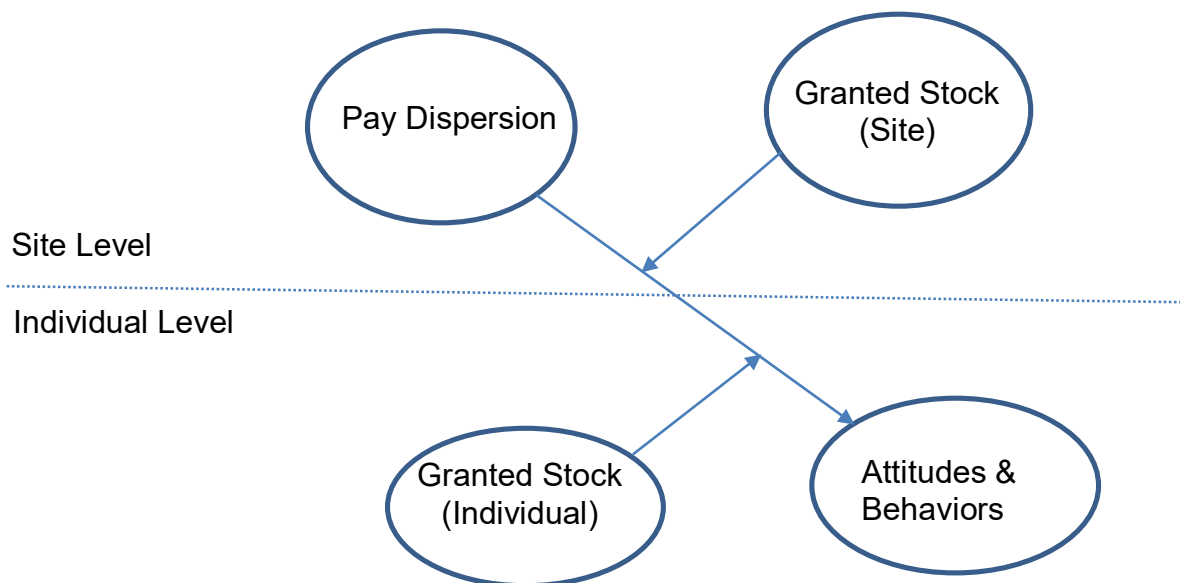 Pay Dispersion
Granted Stock
(Site)
Site Level
Individual Level
Granted Stock
(Individual)
Attitudes &
Behaviors